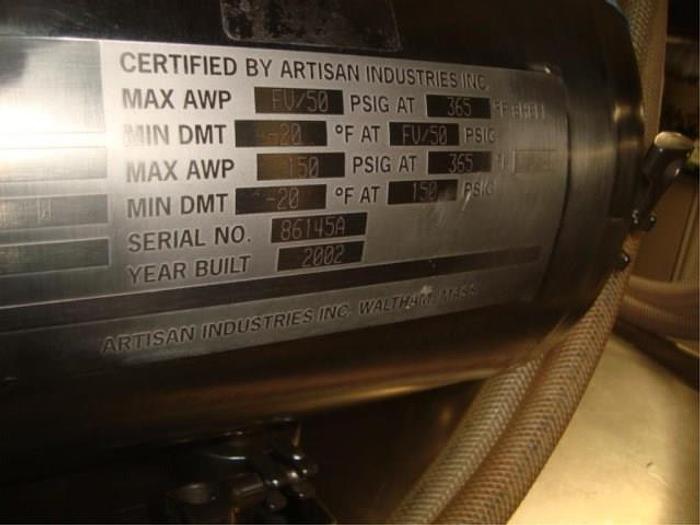 CERTIFIED BY ARTISAN INDUSTRIES INC.
MAX AWP FV/50 PSIG AT 365 °F SHELL
MIN DMT -20 °F AT FV/50 PSIG
MAX AWP 150 PSIG AT 365
MIN DMT -20 °F AT 150 PSIG
SERIAL NO. 86145A
YEAR BUILT 2002
ARTISAN INDUSTRIES INC. WALTHAM, MASS.